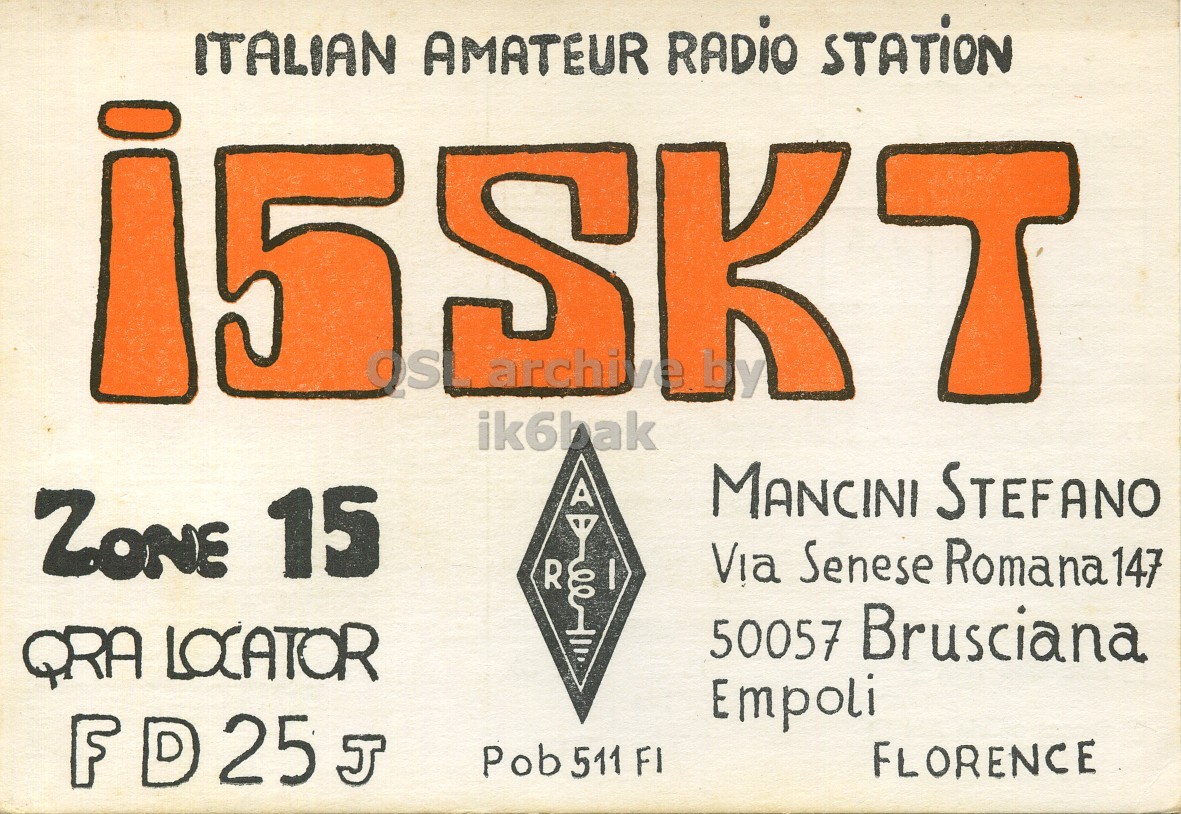 ITALIAN AMATEUR RADIO STATION
i5SKT
QSL archive by
ik6bak
ZONE 15
QRA LOCATOR
FD25J
A
R I
Pob 511 FI
MANCINI STEFANO
Via Senese Romana 147
50057 Brusciana
Empoli
FLORENCE